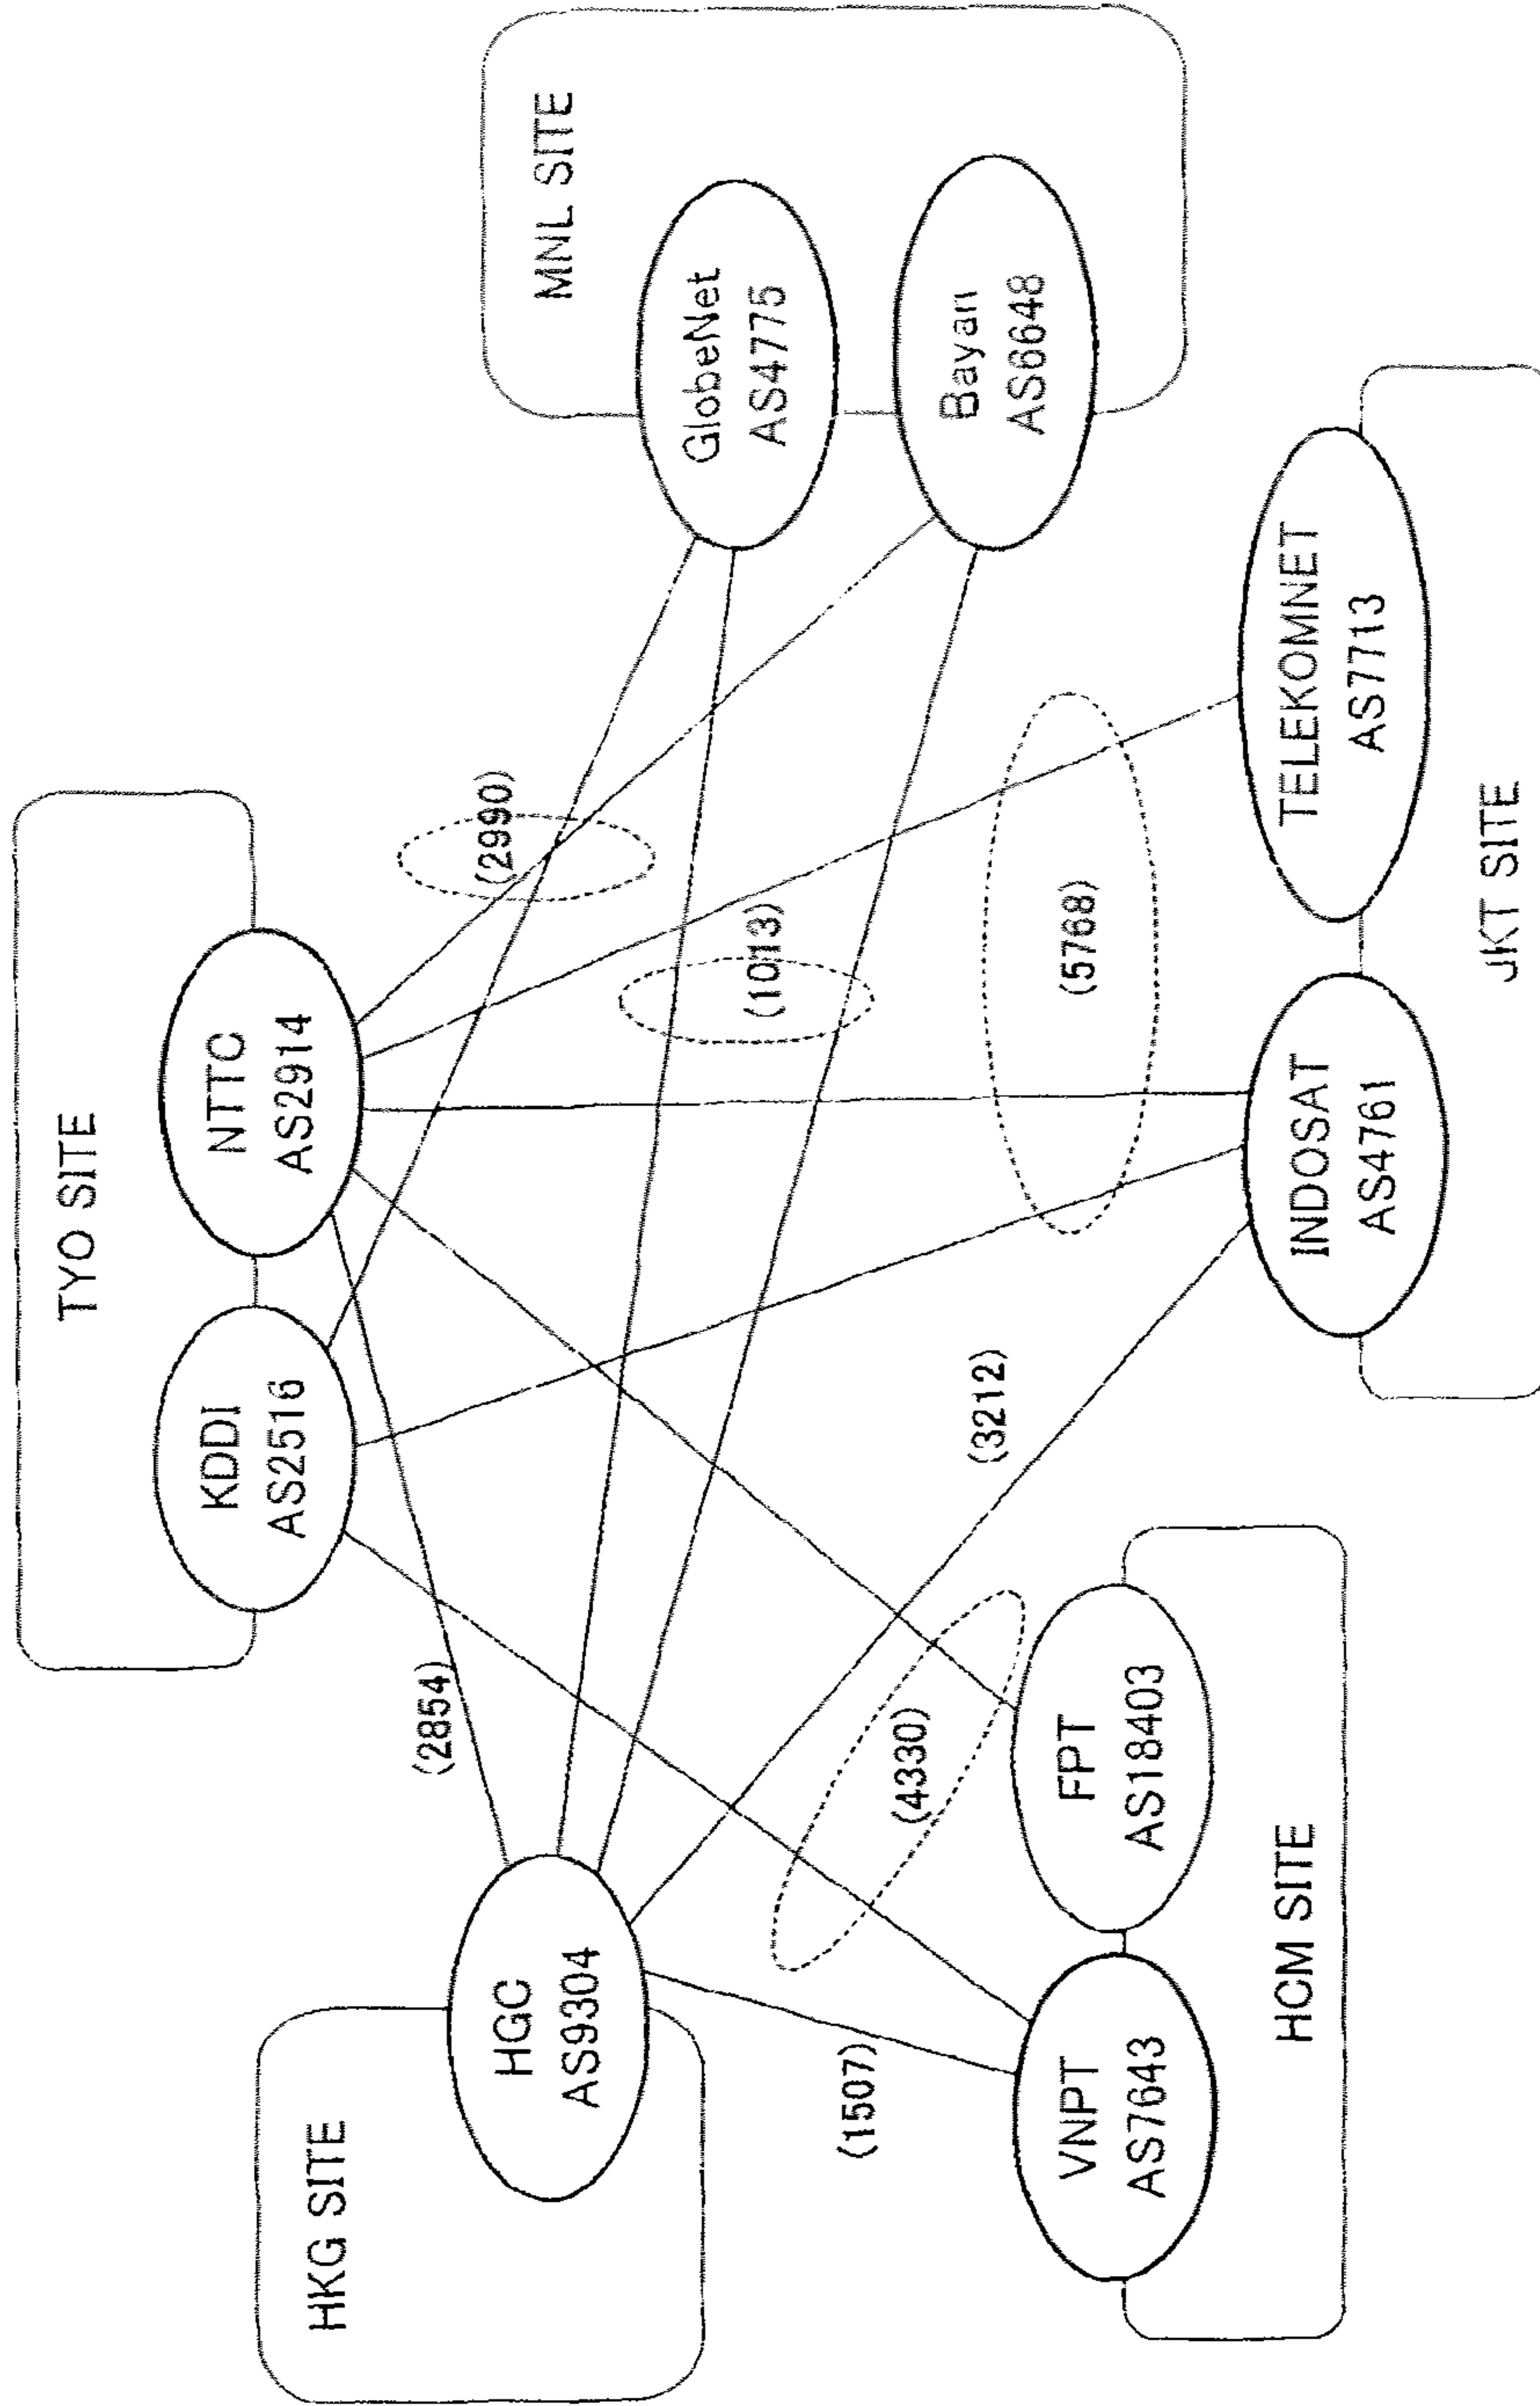 TYO SITE
KDDI
AS2516
NTTC
AS2914
HKG SITE
HGC
AS9304
MNL SITE
GlobeNet
AS4775
Bayan
AS6648
(2854)
(2990)
(1013)
(1507)
(4330)
(3212)
(5768)
VNPT
AS7643
FPT
AS18403
HCM SITE
INDOSAT
AS4761
TELEKOMNET
AS7713
JKT SITE